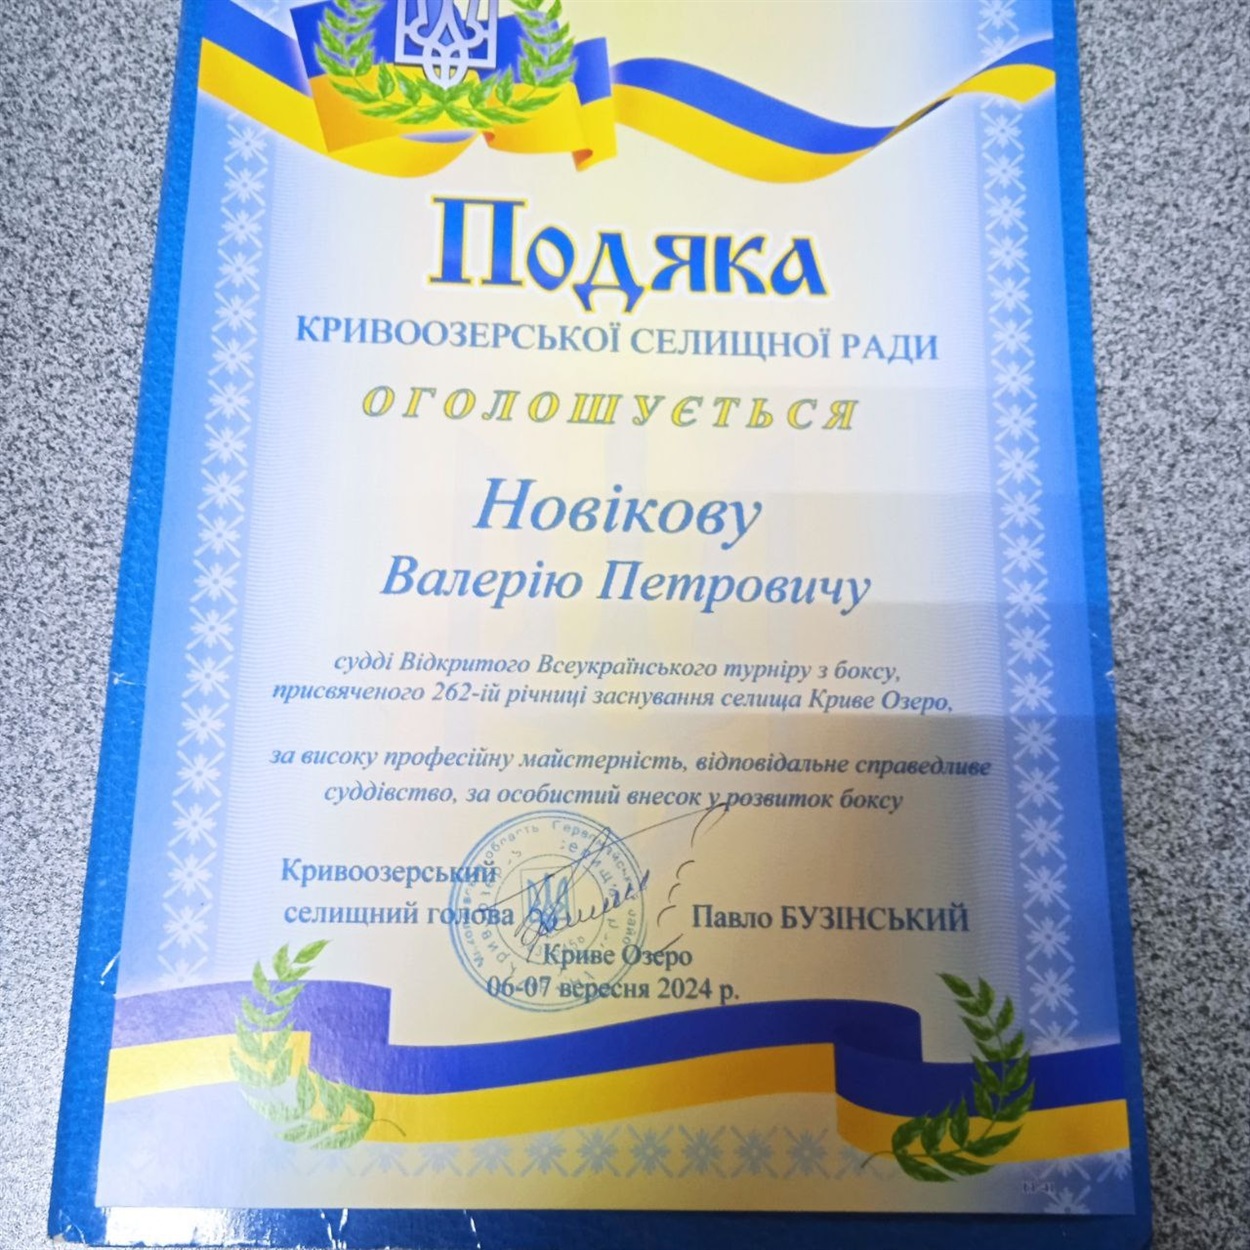 Подяка
КРИВООЗЕРСЬКОЇ СЕЛИЩНОЇ РАДИ
ОГОЛОШУЄТЬСЯ
Новікову
Валерію Петровичу
судді Відкритого Всеукраїнського турніру з боксу,
присвяченого 262-ій річниці заснування селища Криве Озеро,
за високу професійну майстерність, відповідальне справедливе
суддівство, за особистий внесок у розвиток боксу
Кривоозерський
селищний голова
Павло БУЗІНСЬКИЙ
Криве Озеро
06-07 вересня 2024 р.